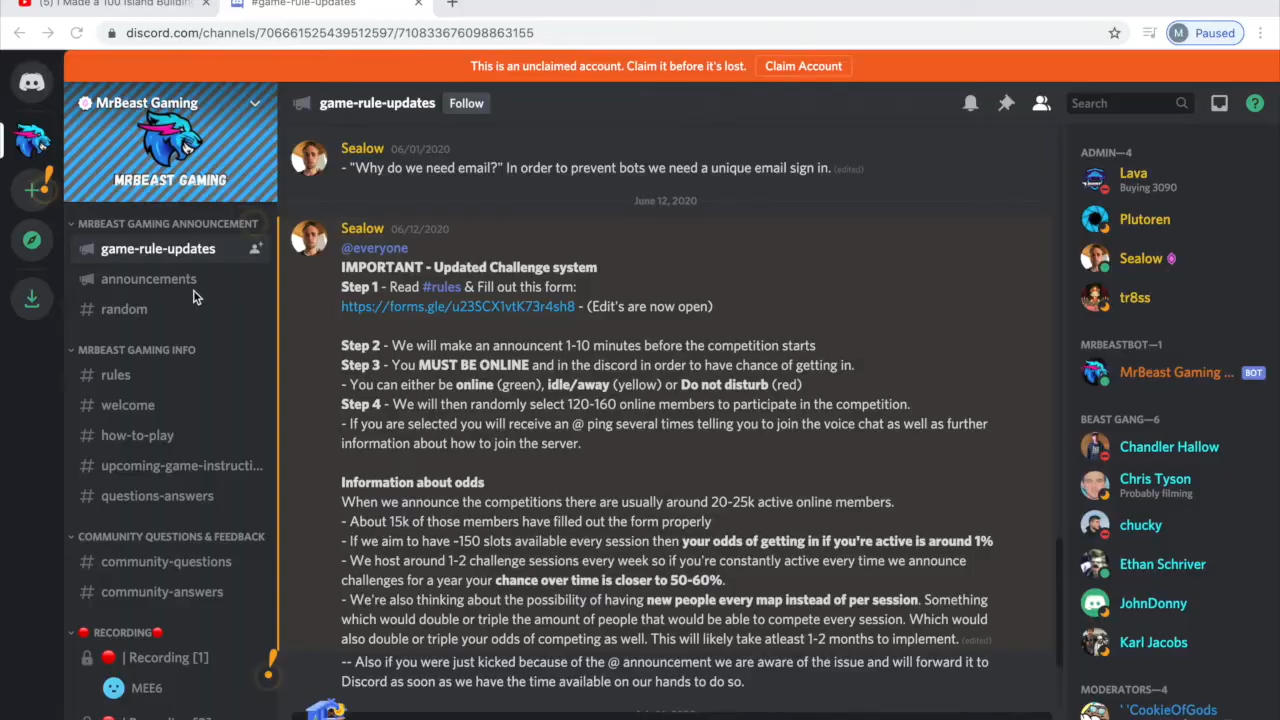 (5) I Made a 100 Island Building
#game-rule-updates
discord.com/channels/706661525439512597/710833676098863155
M Paused
This is an unclaimed account. Claim it before it's lost.
Claim Account
MrBeast Gaming
MRBEAST GAMING
MRBEAST GAMING ANNOUNCEMENT
game-rule-updates
announcements
random
MRBEAST GAMING INFO
rules
welcome
how-to-play
upcoming-game-instructi...
questions-answers
COMMUNITY QUESTIONS & FEEDBACK
community-questions
community-answers
RECORDING
| Recording [1]
MEE6
game-rule-updates
Follow
Search
Sealow 06/01/2020
- "Why do we need email?" In order to prevent bots we need a unique email sign in. (edited)
June 12, 2020
Sealow 06/12/2020
@everyone
IMPORTANT - Updated Challenge system
Step 1 - Read #rules & Fill out this form:
https://forms.gle/u23SCX1vtK73r4sh8 - (Edit's are now open)
Step 2 - We will make an announcent 1-10 minutes before the competition starts
Step 3 - You MUST BE ONLINE and in the discord in order to have chance of getting in.
- You can either be online (green), idle/away (yellow) or Do not disturb (red)
Step 4 - We will then randomly select 120-160 online members to participate in the competition.
- If you are selected you will receive an @ ping several times telling you to join the voice chat as well as further
information about how to join the server.
Information about odds
When we announce the competitions there are usually around 20-25k active online members.
- About 15k of those members have filled out the form properly
- If we aim to have ~150 slots available every session then your odds of getting in if you're active is around 1%
- We host around 1-2 challenge sessions every week so if you're constantly active every time we announce
challenges for a year your chance over time is closer to 50-60%.
- We're also thinking about the possibility of having new people every map instead of per session. Something
which would double or triple the amount of people that would be able to compete every session. Which would
also double or triple your odds of competing as well. This will likely take atleast 1-2 months to implement. (edited)
-- Also if you were just kicked because of the @ announcement we are aware of the issue and will forward it to
Discord as soon as we have the time available on our hands to do so.
ADMIN—4
Lava
Buying 3090
Plutoren
Sealow
tr8ss
MRBEASTBOT—1
MrBeast Gaming ... BOT
BEAST GANG—6
Chandler Hallow
Chris Tyson
Probably filming
chucky
Ethan Schriver
JohnDonny
Karl Jacobs
MODERATORS—4
''CookieOfGods